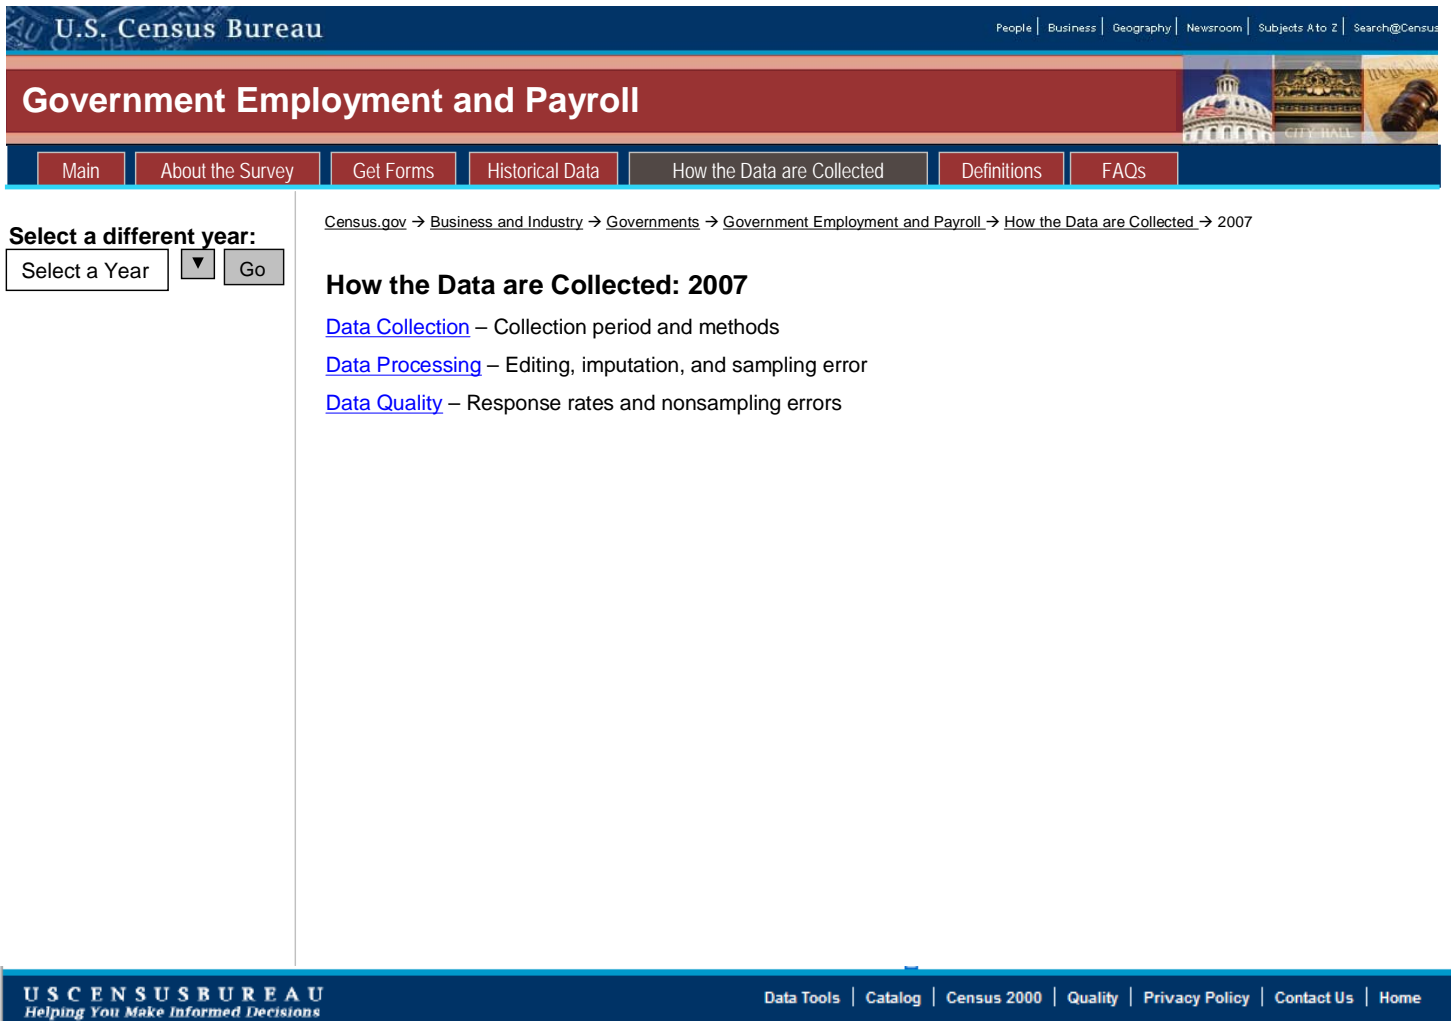 U.S. Census Bureau
People | Business | Geography | Newsroom | Subjects A to Z | Search@Census
Government Employment and Payroll
CITY HALL
Main
About the Survey
Get Forms
Historical Data
How the Data are Collected
Definitions
FAQs
Census.gov → Business and Industry → Governments → Government Employment and Payroll → How the Data are Collected → 2007
Select a different year:
Select a Year ▼ Go
How the Data are Collected: 2007
Data Collection – Collection period and methods
Data Processing – Editing, imputation, and sampling error
Data Quality – Response rates and nonsampling errors
USCENSUSBUREAU
Helping You Make Informed Decisions
Data Tools | Catalog | Census 2000 | Quality | Privacy Policy | Contact Us | Home